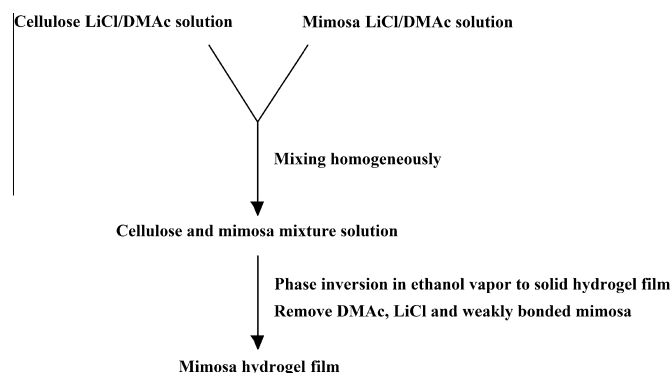 Cellulose LiCl/DMAc solution
Mimosa LiCl/DMAc solution
Mixing homogeneously
Cellulose and mimosa mixture solution
Phase inversion in ethanol vapor to solid hydrogel film
Remove DMAc, LiCl and weakly bonded mimosa
Mimosa hydrogel film